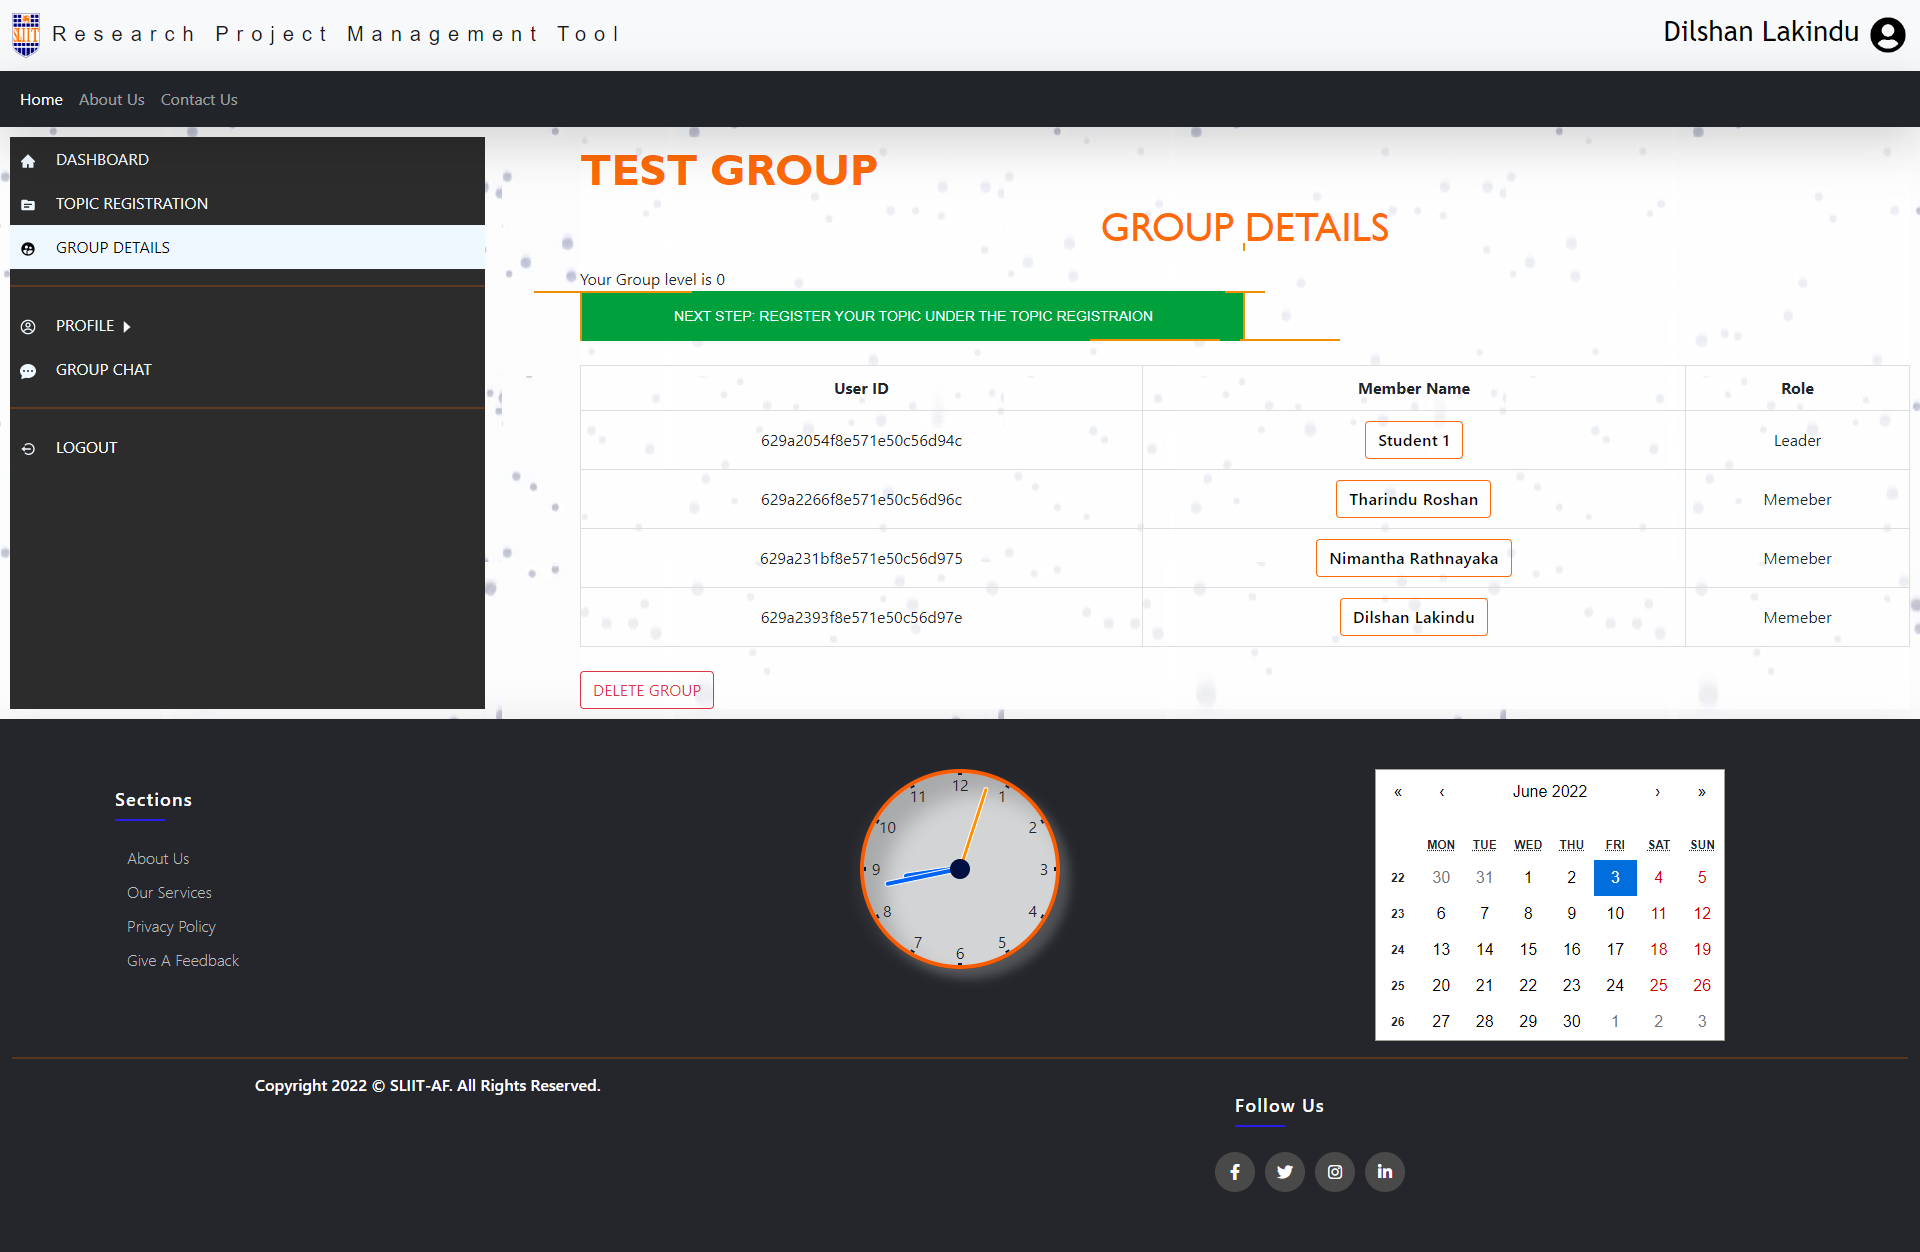 SLIIT
Research Project Management Tool
Dilshan Lakindu
Home About Us Contact Us
DASHBOARD
TOPIC REGISTRATION
GROUP DETAILS
PROFILE
GROUP CHAT
LOGOUT
TEST GROUP
GROUP DETAILS
Your Group level is 0
NEXT STEP: REGISTER YOUR TOPIC UNDER THE TOPIC REGISTRAION
User ID Member Name Role
629a2054f8e571e50c56d94c Student 1 Leader
629a2266f8e571e50c56d96c Tharindu Roshan Memeber
629a231bf8e571e50c56d975 Nimantha Rathnayaka Memeber
629a2393f8e571e50c56d97e Dilshan Lakindu Memeber
DELETE GROUP
Sections
About Us
Our Services
Privacy Policy
Give A Feedback
12
1
2
3
4
5
6
7
8
9
10
11
« ‹ June 2022 › »
MON TUE WED THU FRI SAT SUN
22 30 31 1 2 3 4 5
23 6 7 8 9 10 11 12
24 13 14 15 16 17 18 19
25 20 21 22 23 24 25 26
26 27 28 29 30 1 2 3
Copyright 2022 © SLIIT-AF. All Rights Reserved.
Follow Us